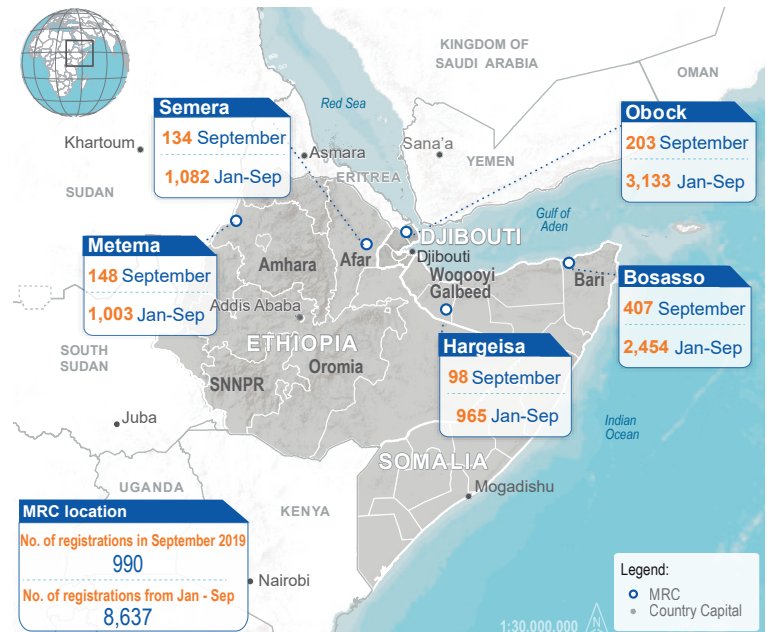 KINGDOM OF
SAUDI ARABIA
OMAN
Red Sea
Semera
134 September
1,082 Jan-Sep
Obock
203 September
3,133 Jan-Sep
Khartoum
Asmara
Sana'a
YEMEN
ERITREA
SUDAN
Gulf of
Aden
DJIBOUTI
Djibouti
Metema
148 September
1,003 Jan-Sep
Amhara
Afar
Woqooyi
Galbeed
Bari
Bosasso
407 September
2,454 Jan-Sep
Addis Ababa
ETHIOPIA
Oromia
SNNPR
Hargeisa
98 September
965 Jan-Sep
SOUTH
SUDAN
Juba
Indian
Ocean
SOMALIA
Mogadishu
UGANDA
KENYA
Nairobi
MRC location
No. of registrations in September 2019
990
No. of registrations from Jan - Sep
8,637
Legend:
MRC
Country Capital
1:30,000,000
N